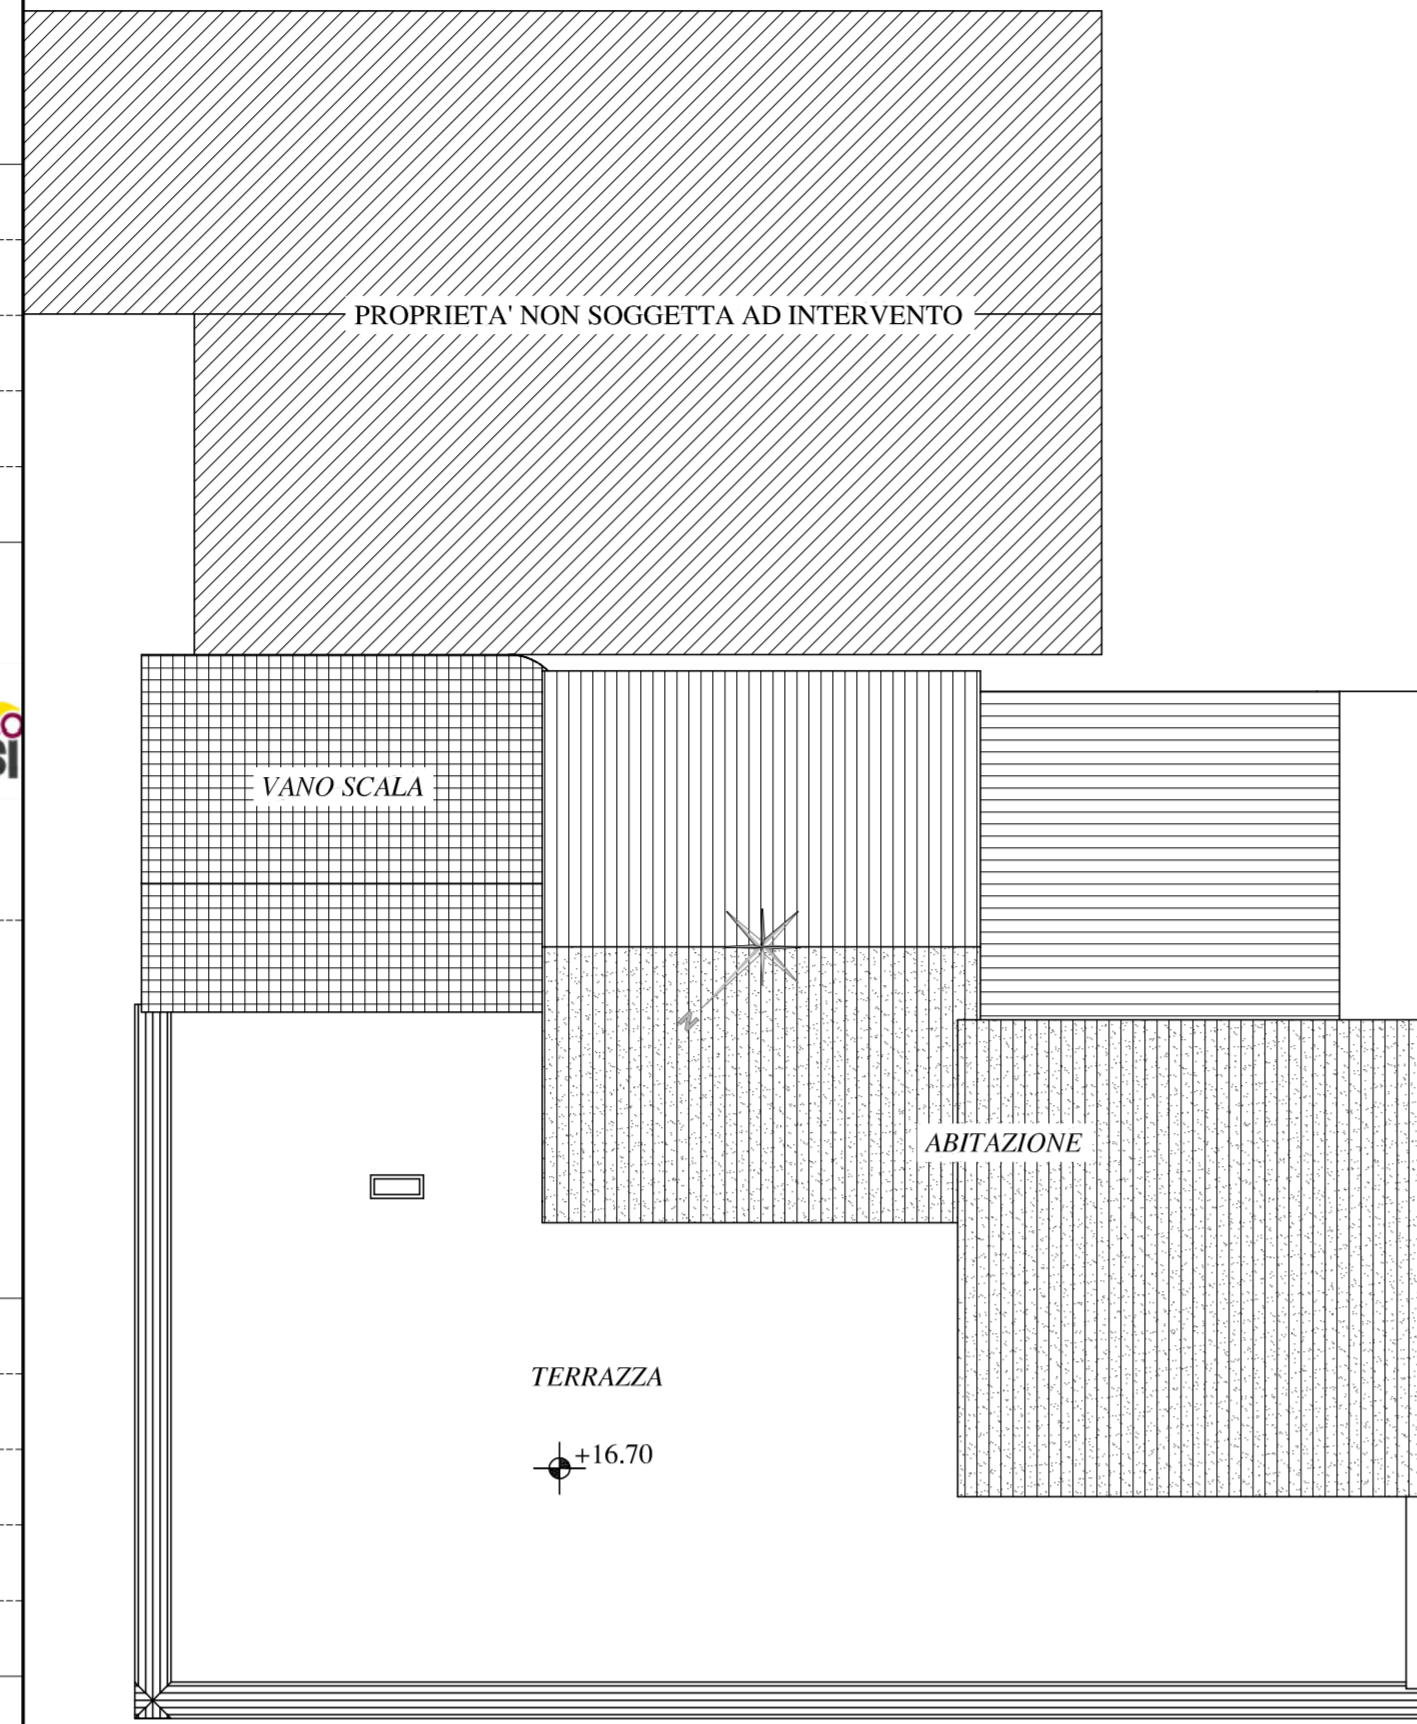 PROPRIETA' NON SOGGETTA AD INTERVENTO
VANO SCALA
N
ABITAZIONE
TERRAZZA
+16.70